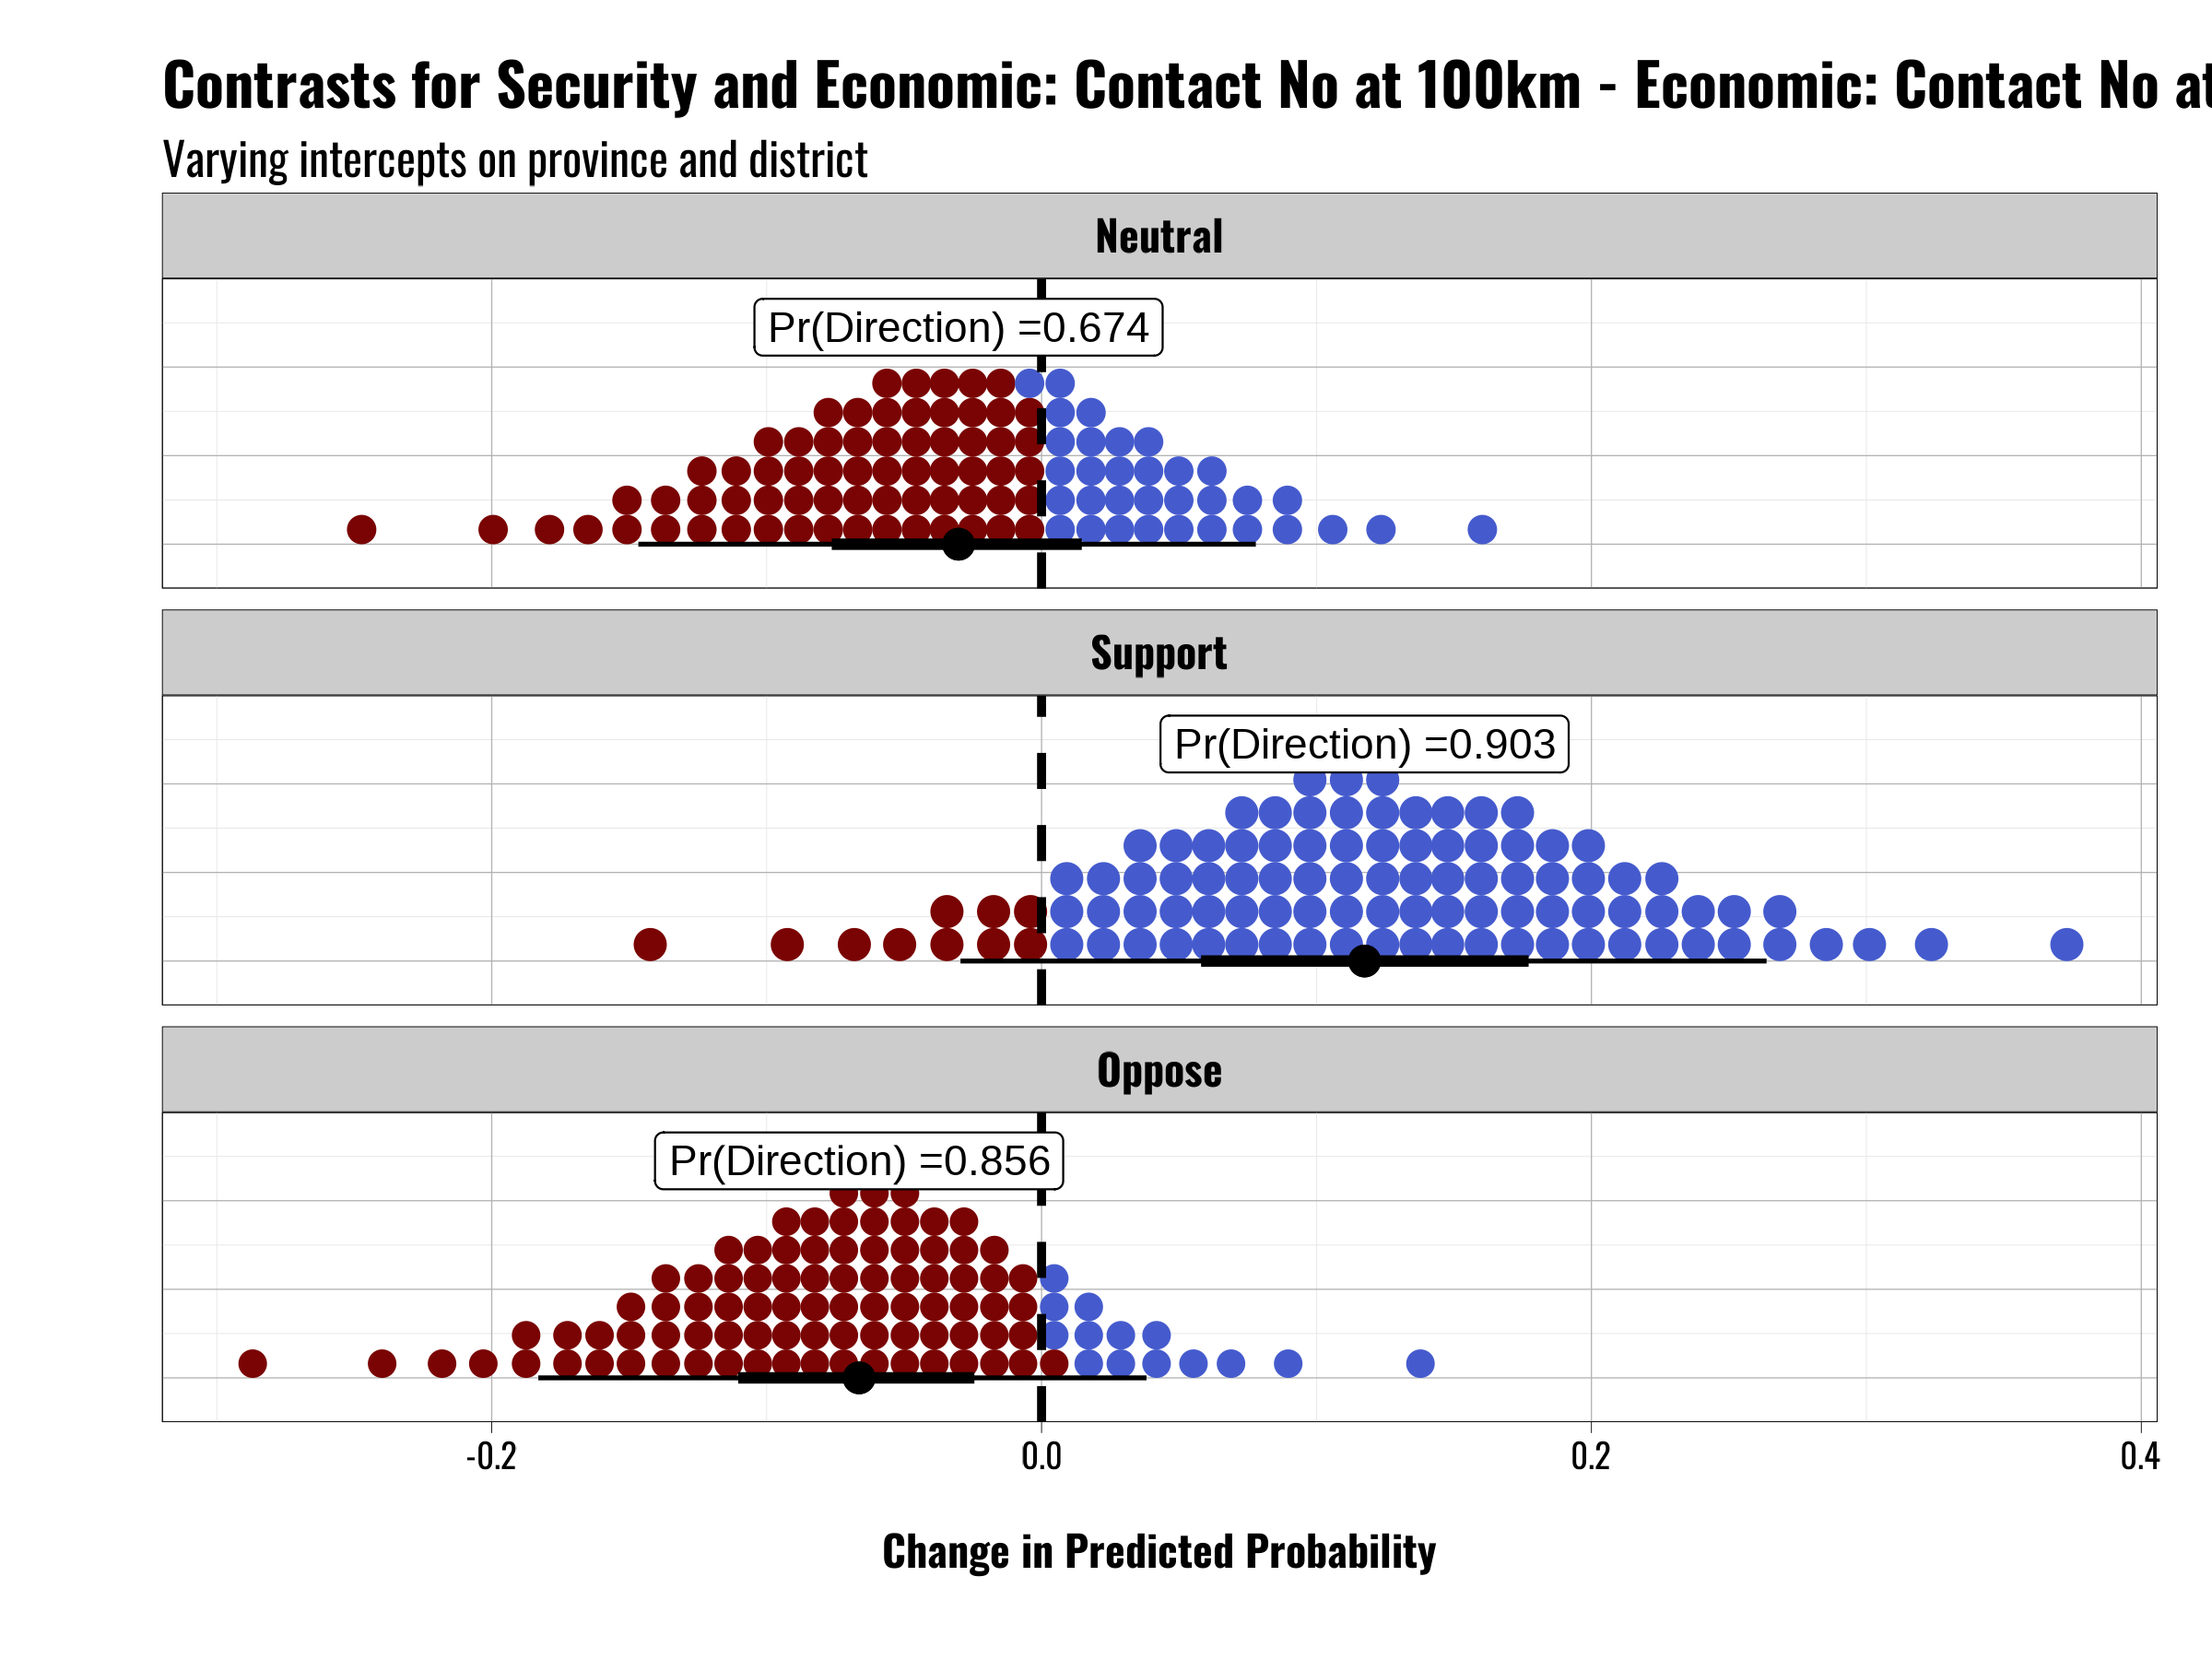 Contrasts for Security and Economic: Contact No at 100km - Economic: Contact No at
Varying intercepts on province and district
Neutral
Pr(Direction) =0.674
Support
Pr(Direction) =0.903
Oppose
Pr(Direction) =0.856
-0.2 0.0 0.2 0.4
Change in Predicted Probability